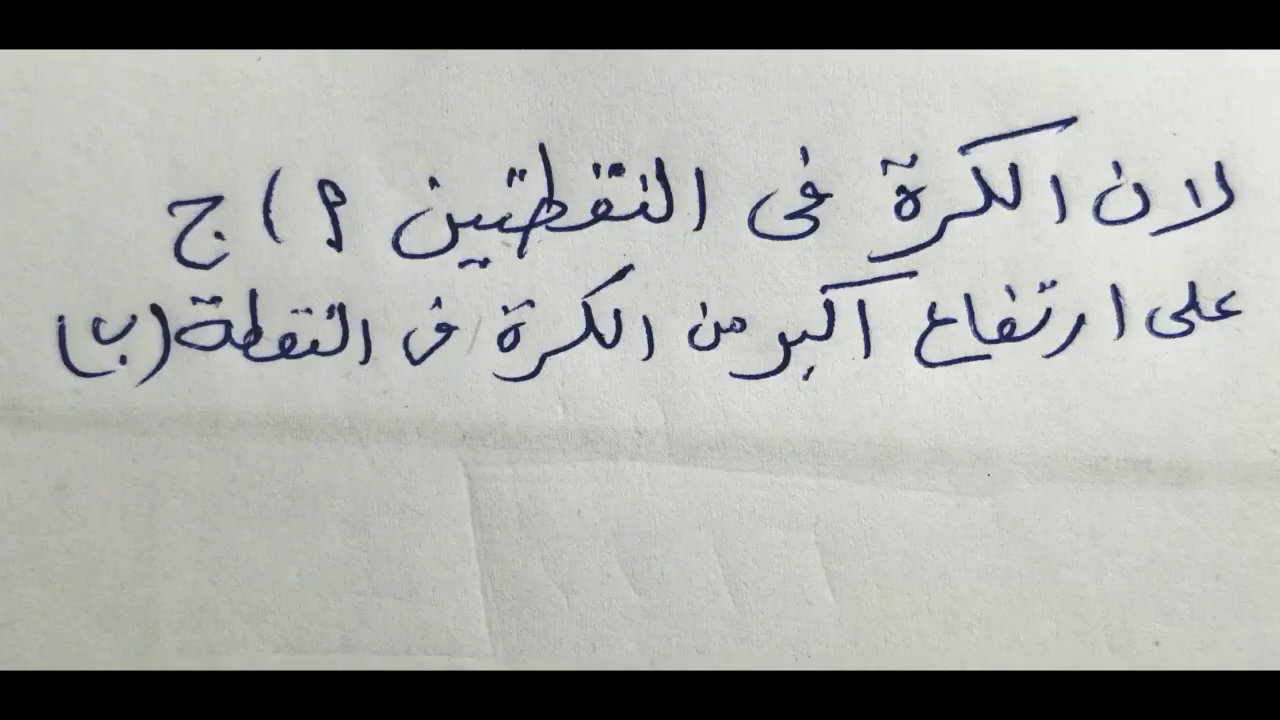 لان الكرة فى النقطتين أ ) ج
على ارتفاع أكبر من الكرة فى النقطة (ب)